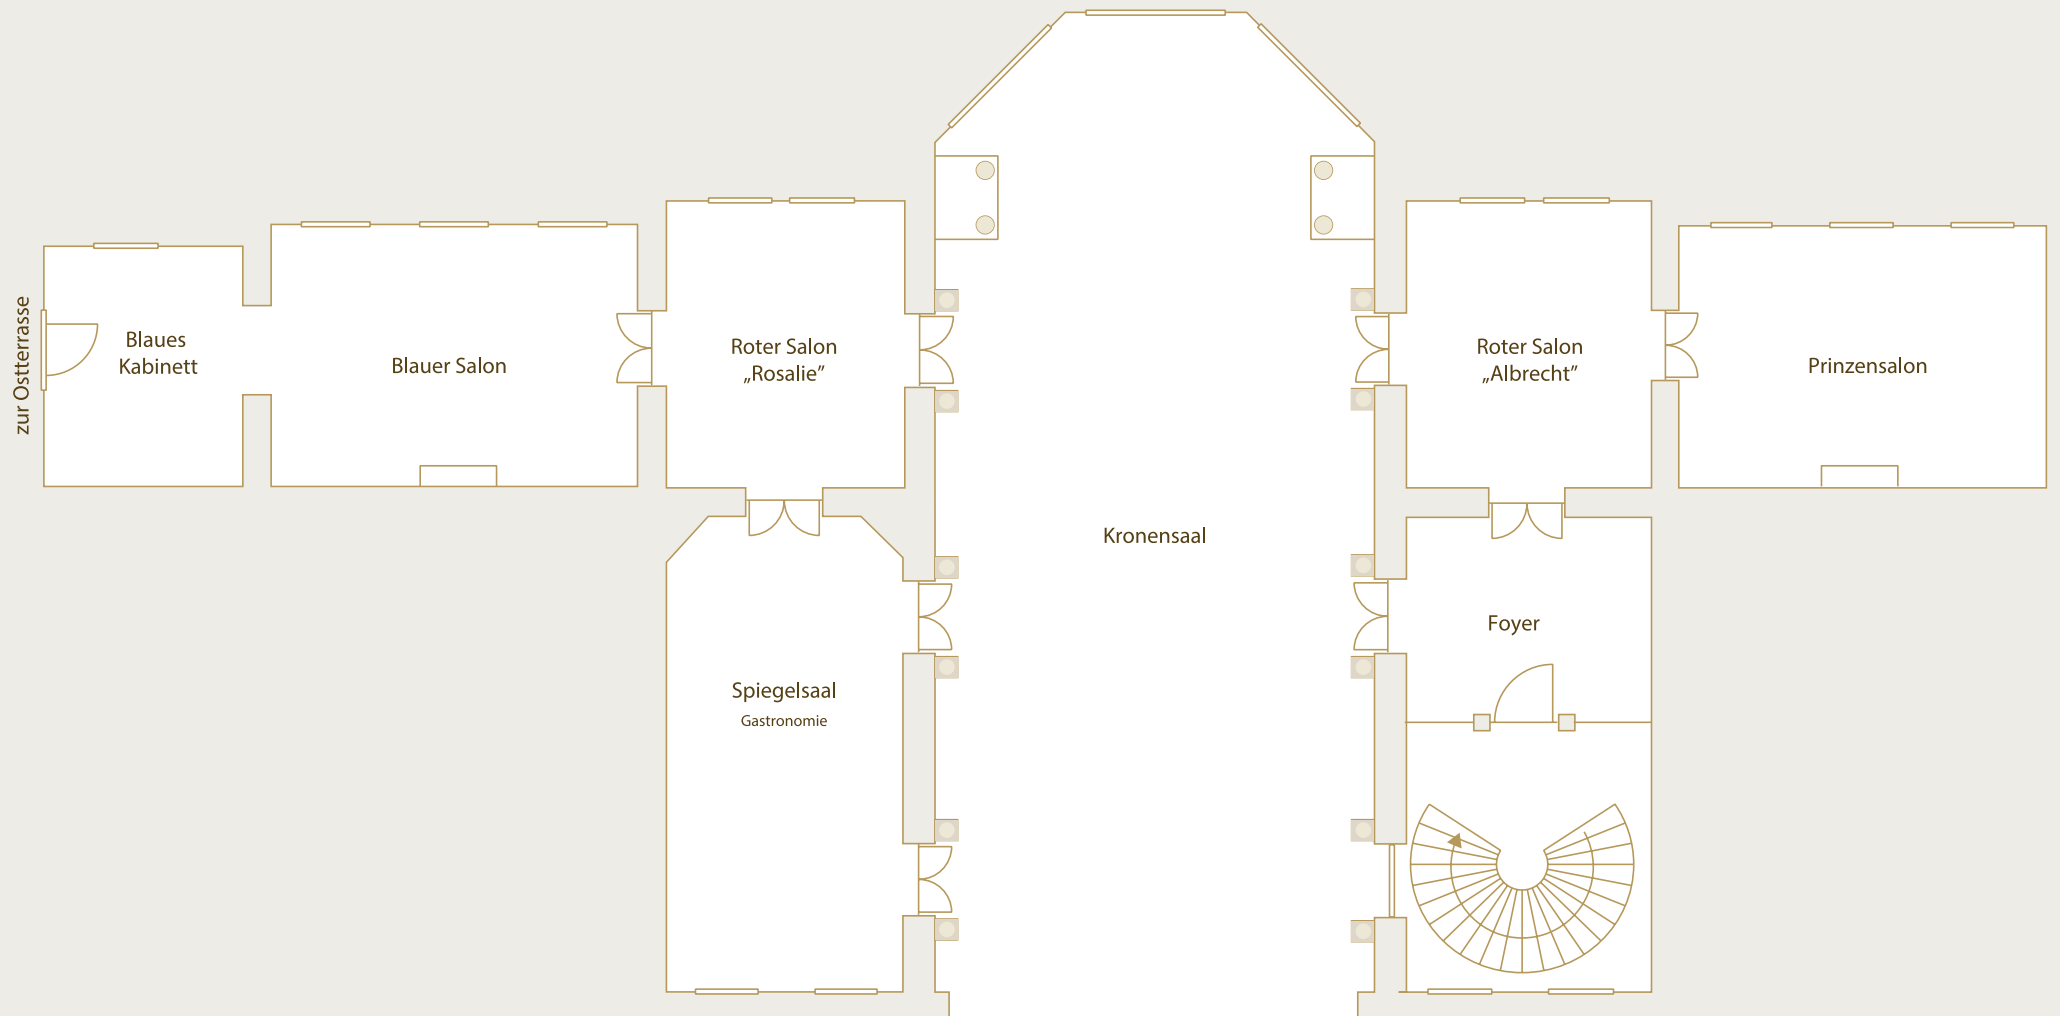 zur Ostterrasse
Blaues
Kabinett
Blauer Salon
Roter Salon
„Rosalie”
Kronensaal
Roter Salon
„Albrecht”
Prinzensalon
Foyer
Spiegelsaal
Gastronomie